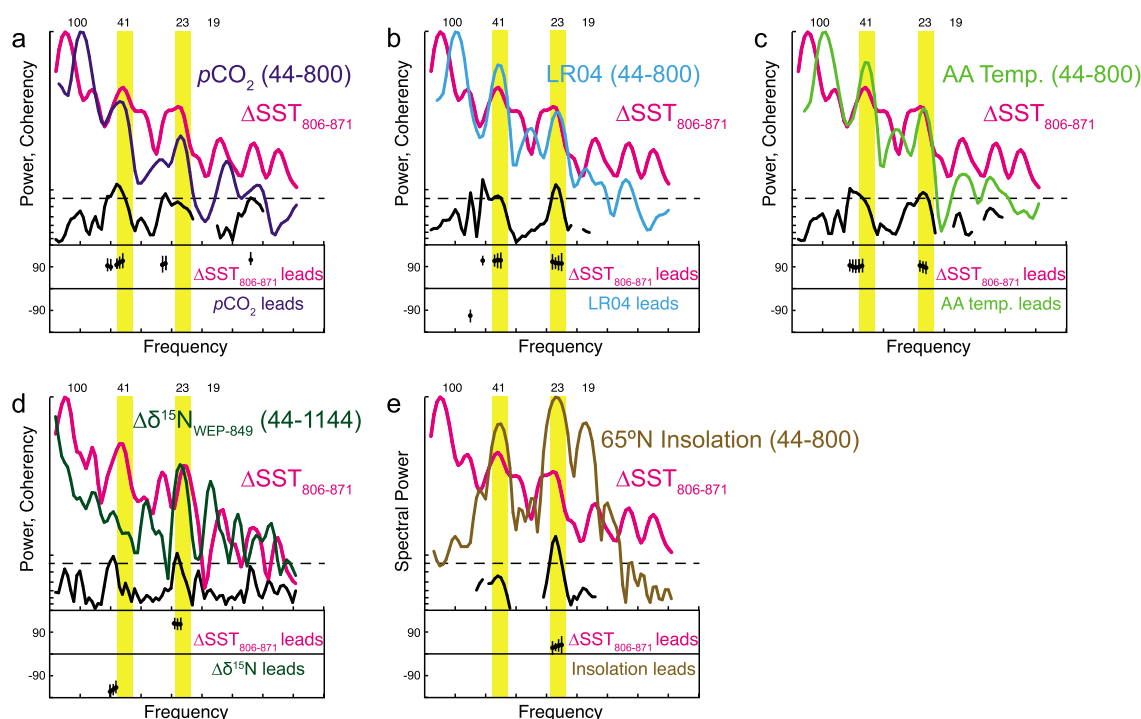 a
100 41 23 19
pCO2 (44-800)
ΔSST806-871
Power, Coherency
90
-90
ΔSST806-871 leads
pCO2 leads
Frequency
b
100 41 23 19
LR04 (44-800)
ΔSST806-871
Power, Coherency
90
-90
ΔSST806-871 leads
LR04 leads
Frequency
c
100 41 23 19
AA Temp. (44-800)
ΔSST806-871
Power, Coherency
90
-90
ΔSST806-871 leads
AA temp. leads
Frequency
d
100 41 23 19
Δδ15NWEP-849 (44-1144)
ΔSST806-871
Power, Coherency
90
-90
ΔSST806-871 leads
Δδ15N leads
Frequency
e
100 41 23 19
65ºN Insolation (44-800)
ΔSST806-871
Spectral Power
90
-90
ΔSST806-871 leads
Insolation leads
Frequency